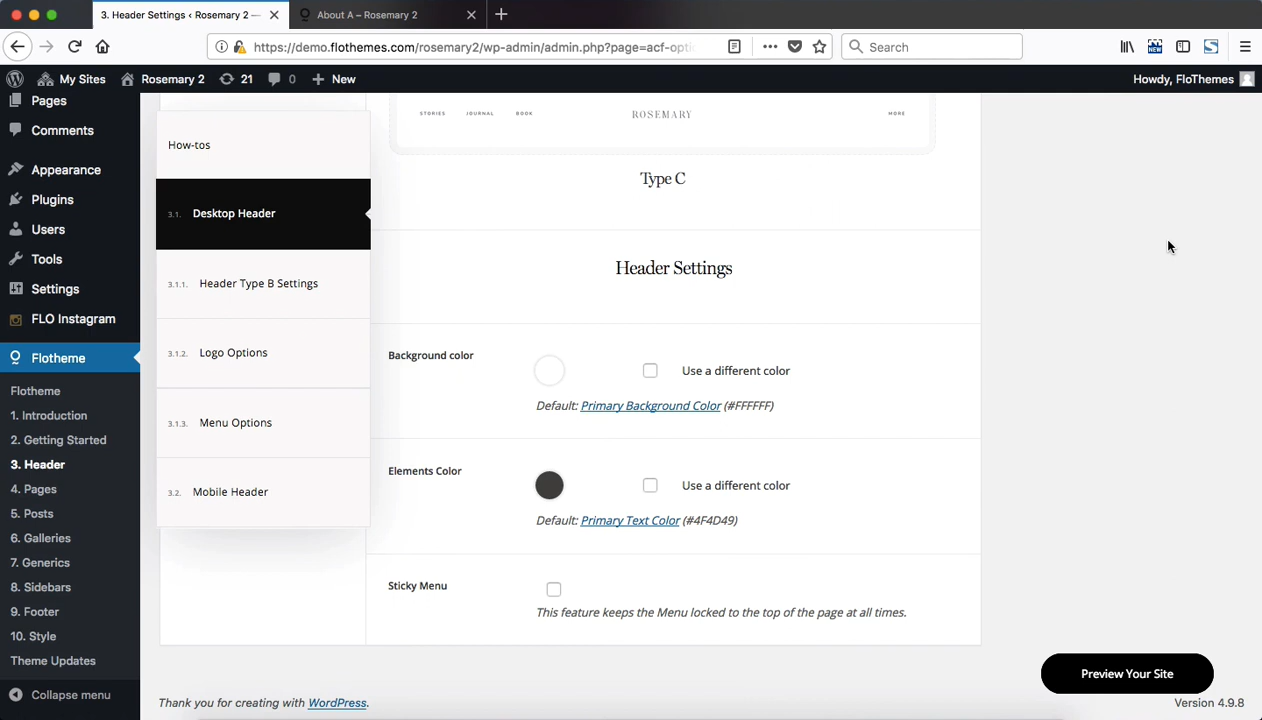 3. Header Settings ‹ Rosemary 2 —
About A – Rosemary 2
https://demo.flothemes.com/rosemary2/wp-admin/admin.php?page=acf-opti
Search
My Sites
Rosemary 2
21
0
New
Howdy, FloThemes
Pages
Comments
Appearance
Plugins
Users
Tools
Settings
FLO Instagram
Flotheme
Flotheme
1. Introduction
2. Getting Started
3. Header
4. Pages
5. Posts
6. Galleries
7. Generics
8. Sidebars
9. Footer
10. Style
Theme Updates
Collapse menu
How-tos
3.1. Desktop Header
3.1.1. Header Type B Settings
3.1.2. Logo Options
3.1.3. Menu Options
3.2. Mobile Header
STORIES JOURNAL BOOK ROSEMARY MORE
Type C
Header Settings
Background color
Use a different color
Default: Primary Background Color (#FFFFFF)
Elements Color
Use a different color
Default: Primary Text Color (#4F4D49)
Sticky Menu
This feature keeps the Menu locked to the top of the page at all times.
Preview Your Site
Thank you for creating with WordPress.
Version 4.9.8